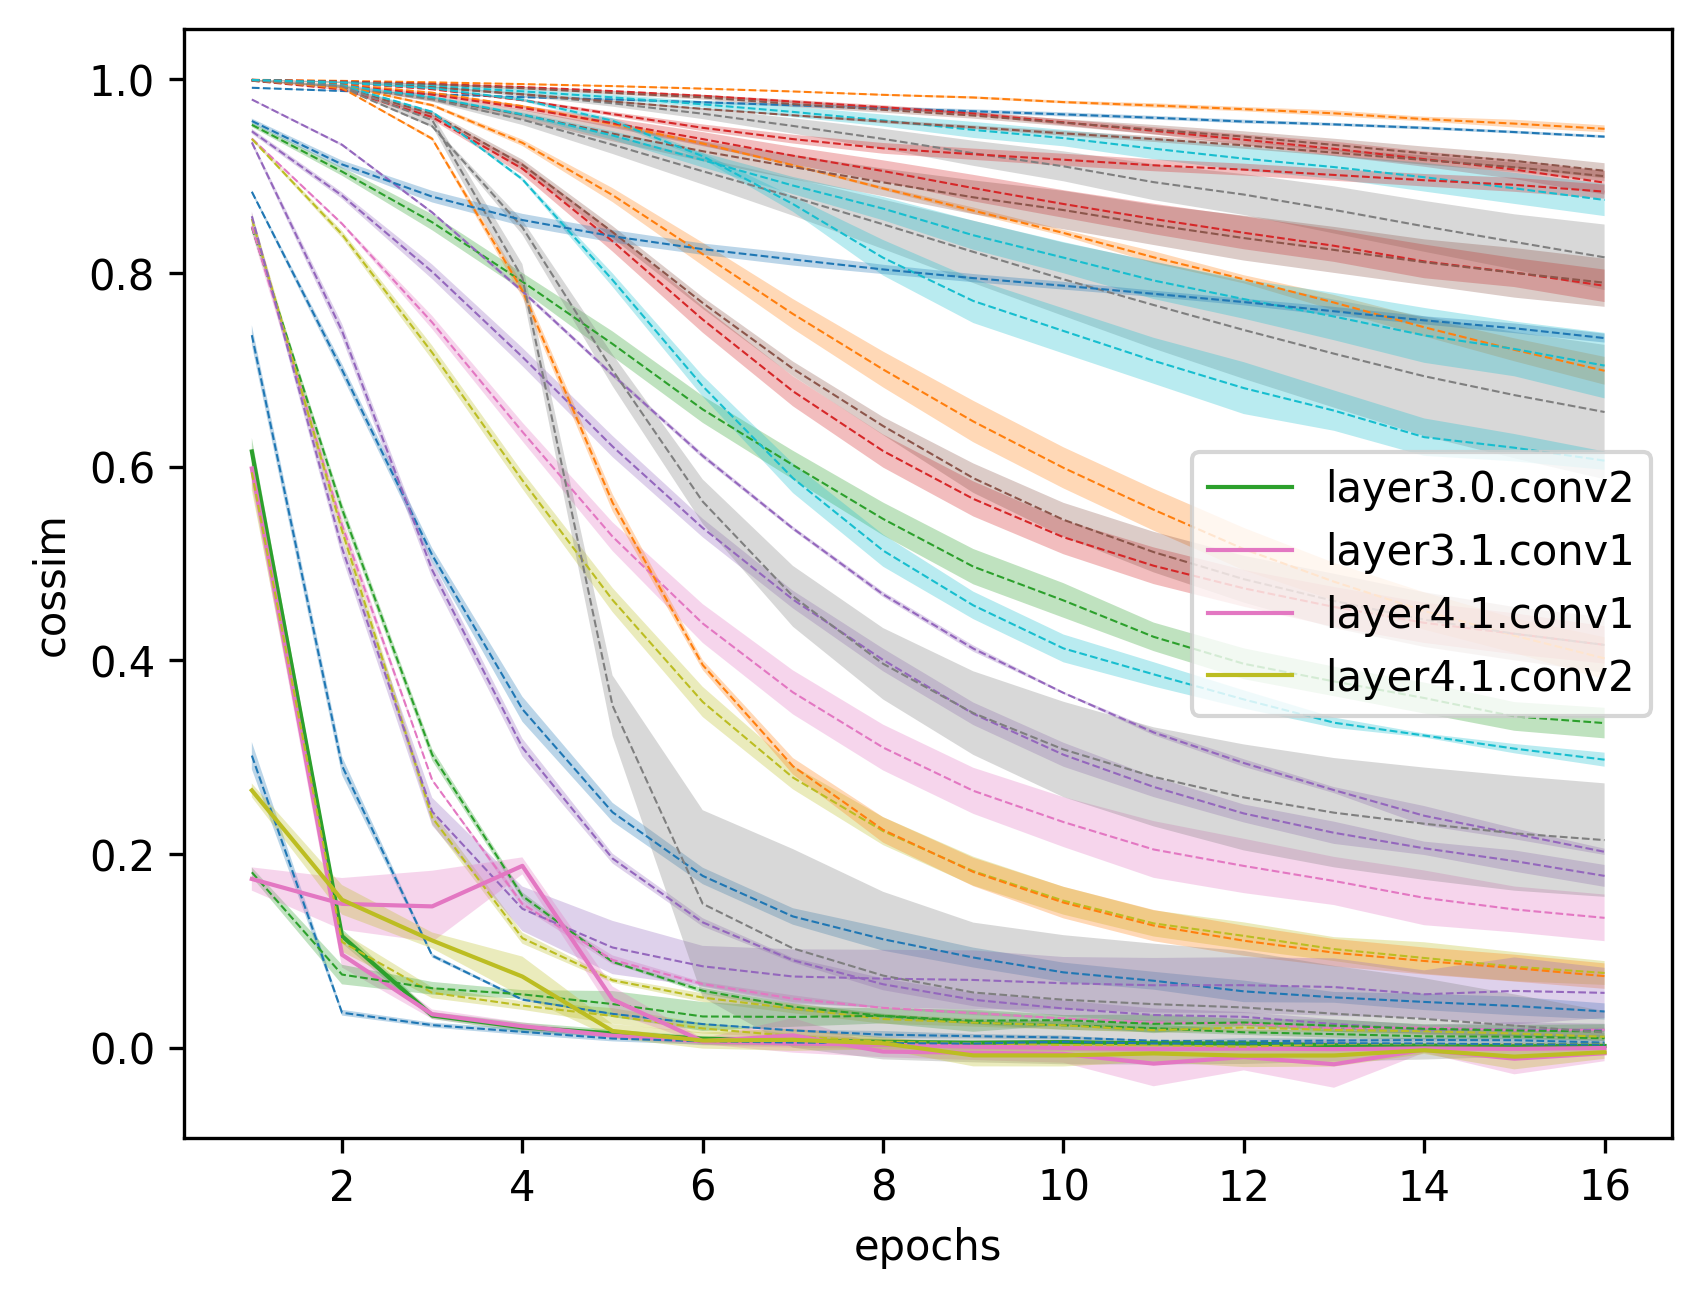 1.0
0.8
0.6
0.4
0.2
0.0
cossim
layer3.0.conv2
layer3.1.conv1
layer4.1.conv1
layer4.1.conv2
2 4 6 8 10 12 14 16
epochs